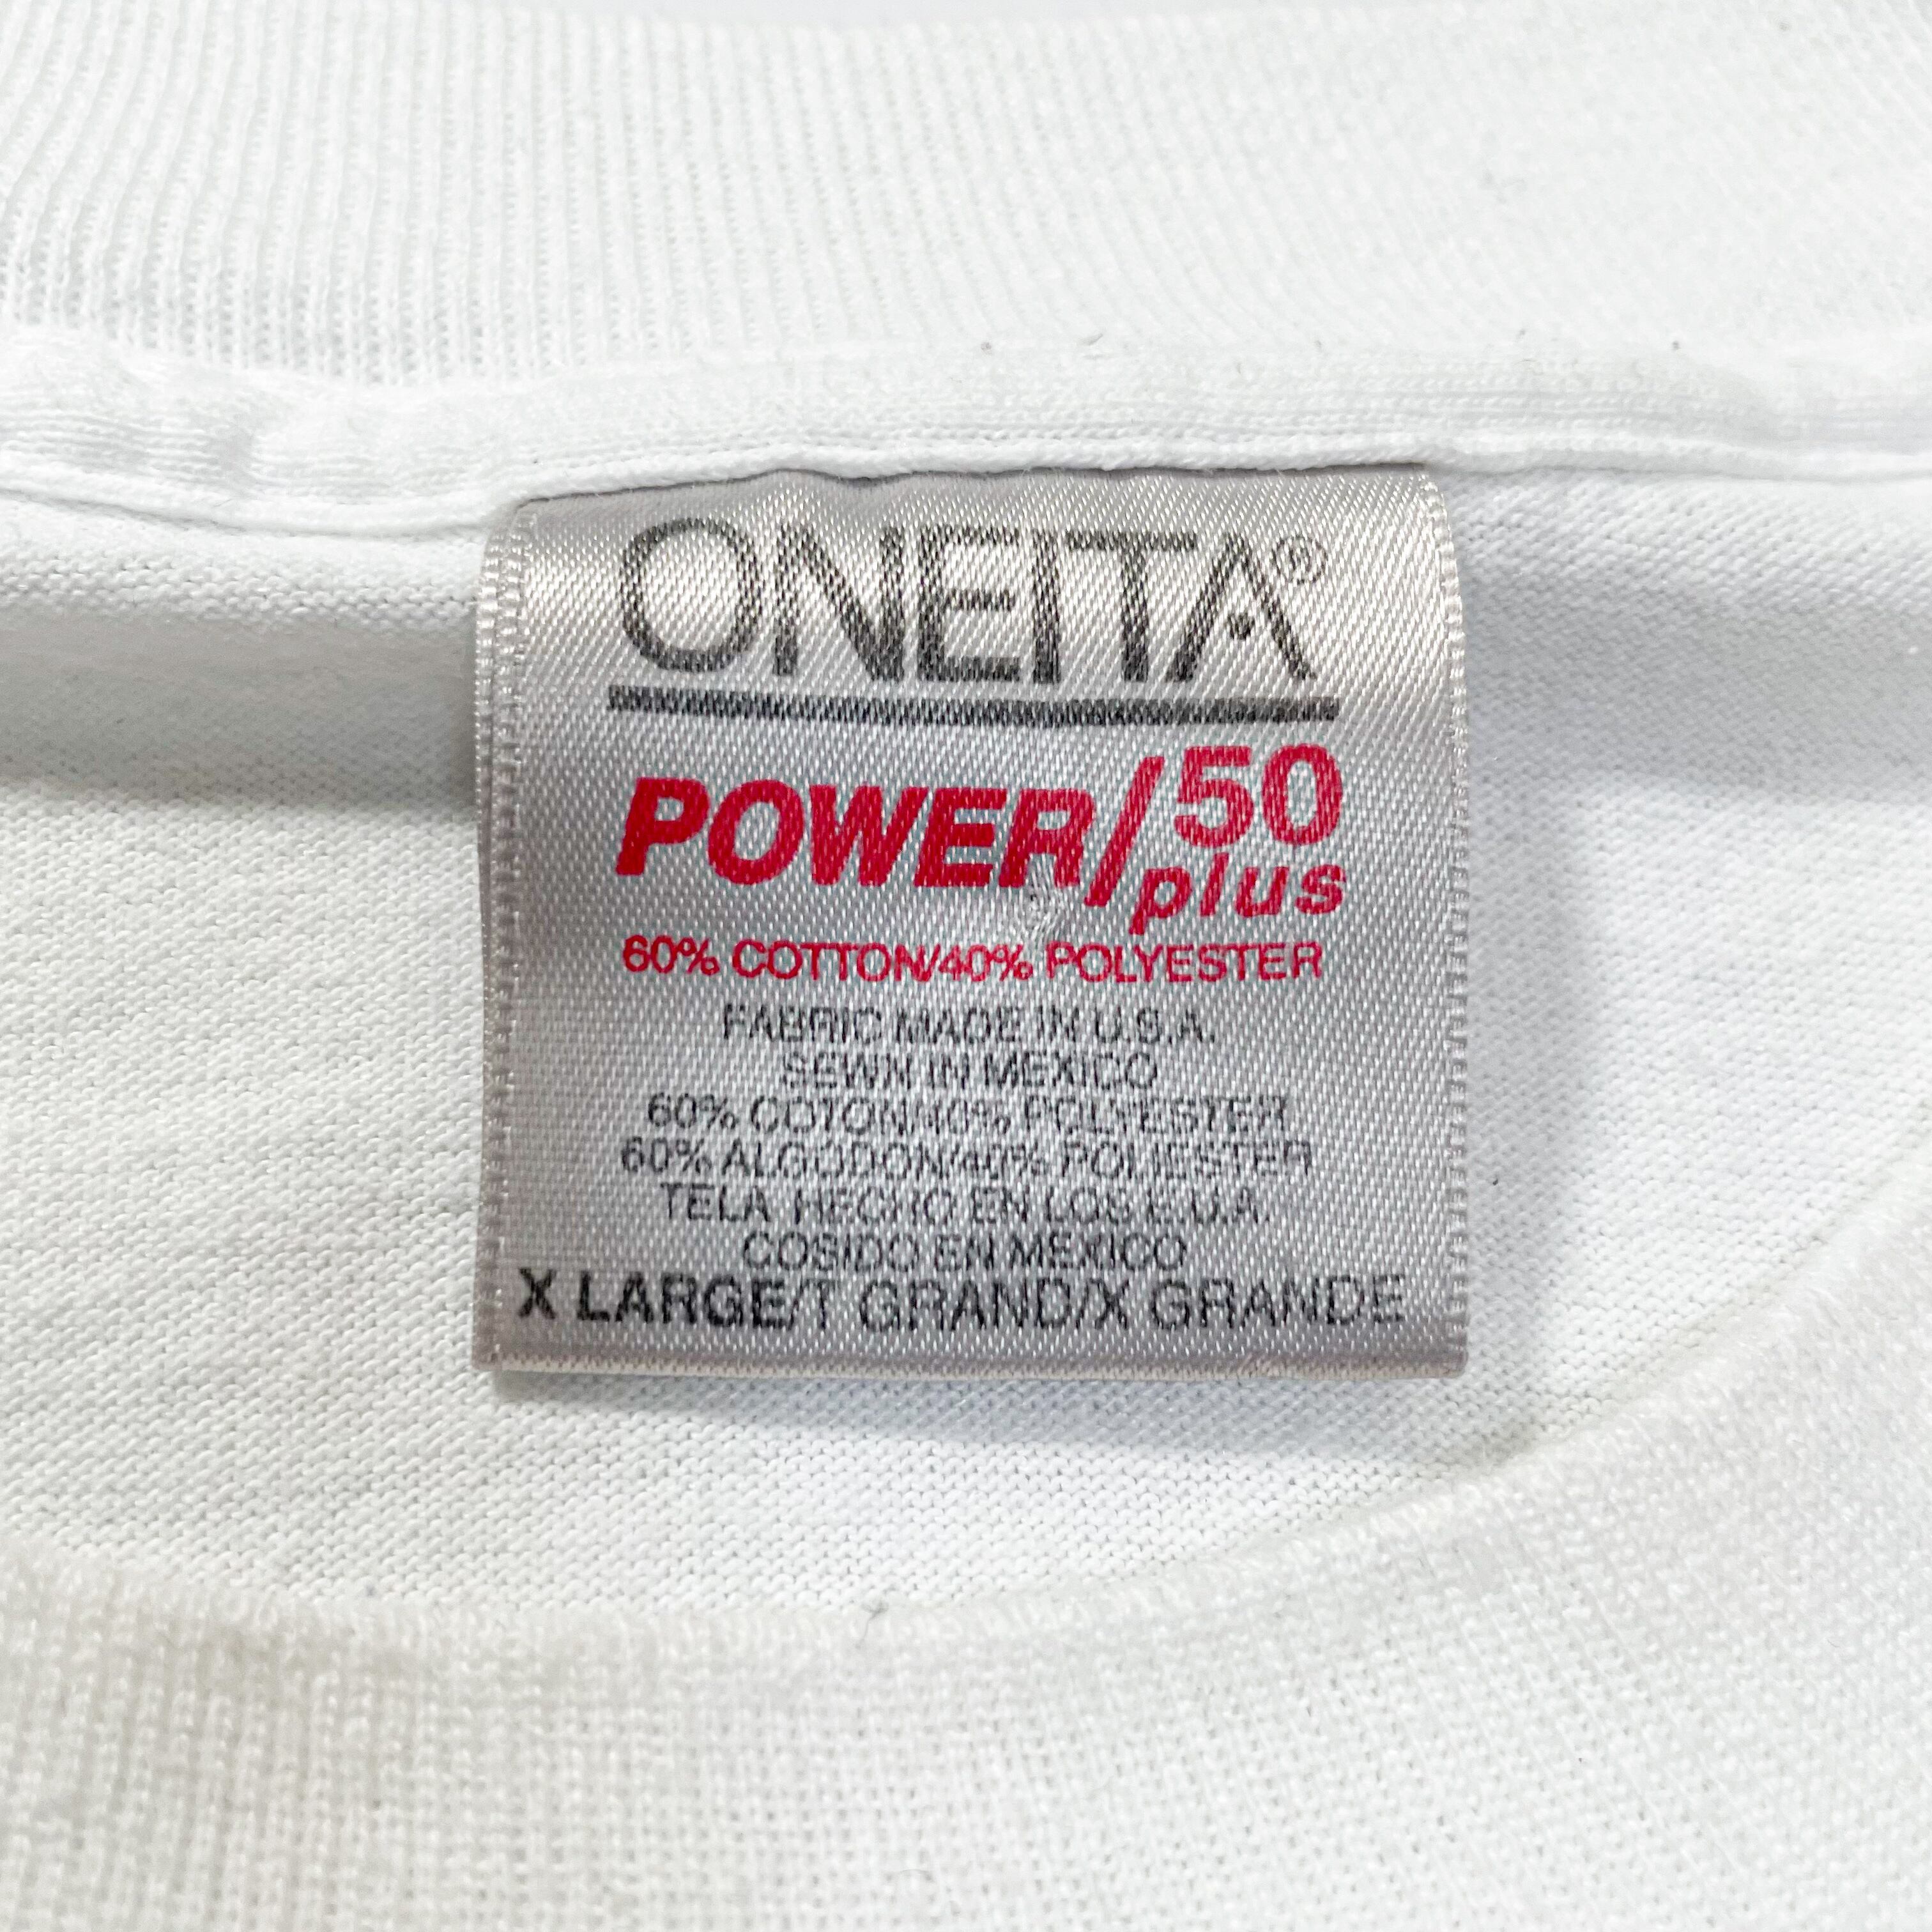 ONEITA®
POWER/50 plus
60% COTTON/40% POLYESTER
FABRIC MADE IN U.S.A.
SEWN IN MEXICO
60% COTON/40% POLYESTER
60% ALGODON/40% POLIESTER
TELA HECHO EN LOS E.U.A.
COSIDO EN MEXICO
X LARGE/T GRAND/X GRANDE